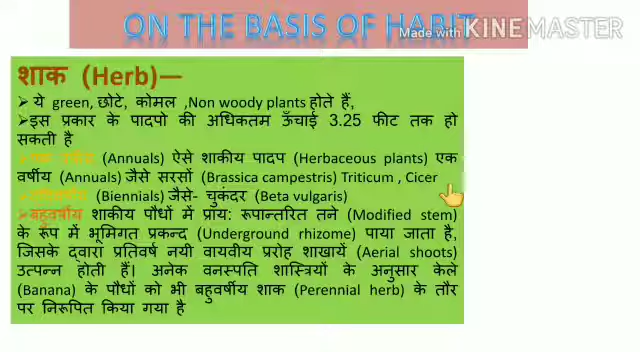 ON THE BASIS OF HABIT
Made with KINEMASTER
शाक (Herb)—
➢ ये green, छोटे, कोमल ,Non woody plants होते हैं,
➢इस प्रकार के पादपो की अधिकतम ऊँचाई 3.25 फीट तक हो
सकती है
➢एक वर्षीय (Annuals) ऐसे शाकीय पादप (Herbaceous plants) एक
वर्षीय (Annuals) जैसे सरसों (Brassica campestris) Triticum , Cicer
(Biennials) जैसे- चुकंदर (Beta vulgaris)
➢बहुवर्षीय शाकीय पौधों में प्राय: रूपान्तरित तने (Modified stem)
के रूप में भूमिगत प्रकन्द (Underground rhizome) पाया जाता है,
जिसके द्वारा प्रतिवर्ष नयी वायवीय प्ररोह शाखायें (Aerial shoots)
उत्पन्न होती हैं। अनेक वनस्पति शास्त्रियों के अनुसार केले
(Banana) के पौधों को भी बहुवर्षीय शाक (Perennial herb) के तौर
पर निरूपित किया गया है